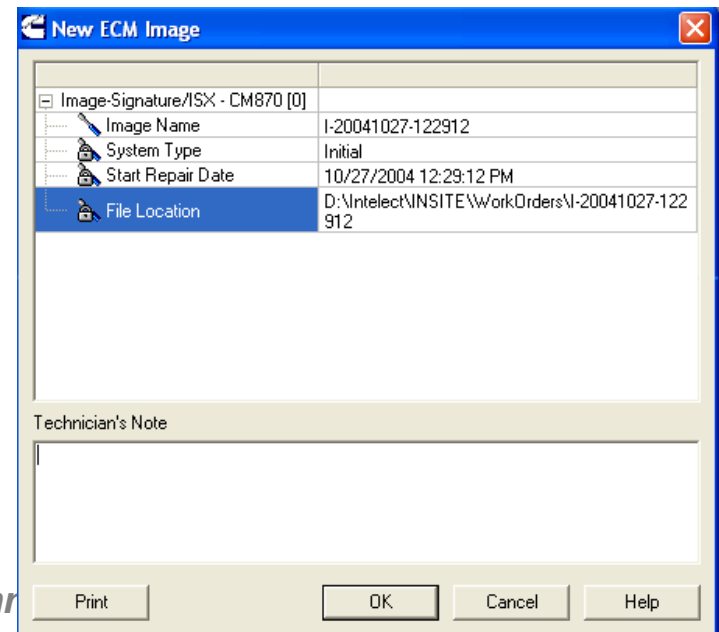 New ECM Image
Image-Signature/ISX - CM870 [0]
Image Name I-20041027-122912
System Type Initial
Start Repair Date 10/27/2004 12:29:12 PM
File Location D:\Intelect\INSITE\WorkOrders\I-20041027-122
912
Technician's Note
Print OK Cancel Help